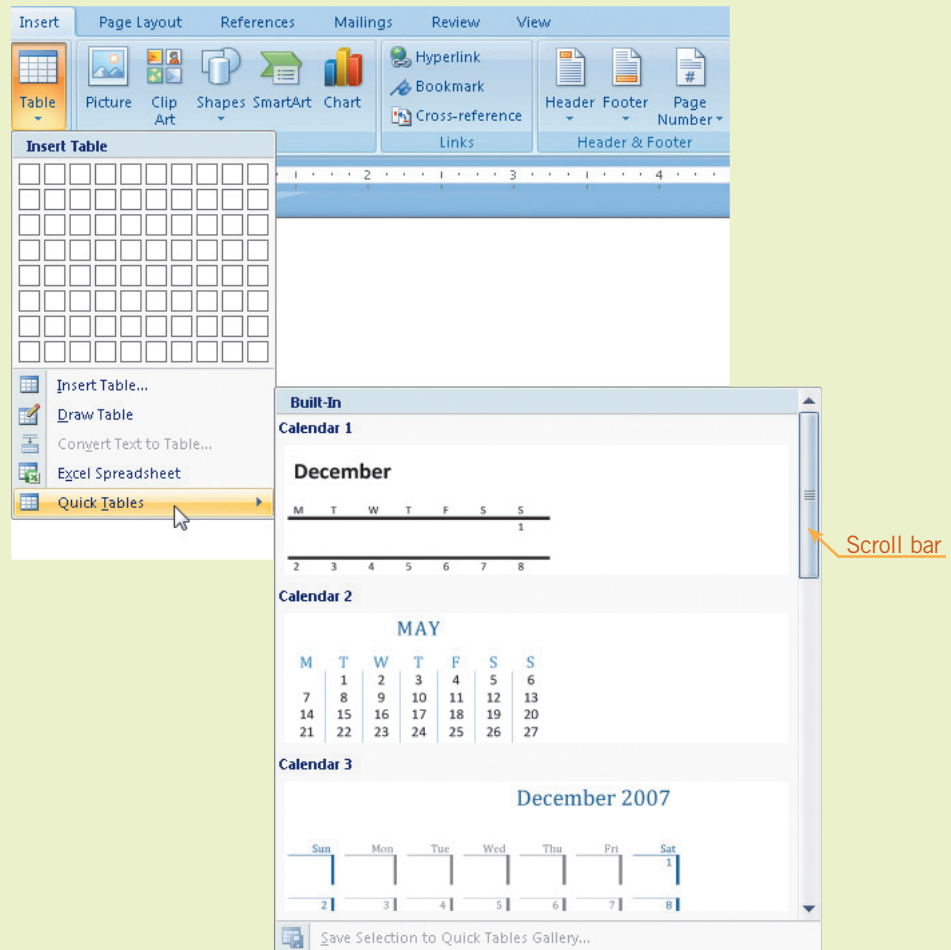 Insert Page Layout References Mailings Review View
Table Picture Clip Art Shapes SmartArt Chart
Hyperlink
Bookmark
Cross-reference
Links
Header Footer Page Number
#
Header & Footer
Insert Table
2 3 4
Insert Table...
Draw Table
Convert Text to Table...
Excel Spreadsheet
Quick Tables
Built-In
Calendar 1
December
M T W T F S S
1
2 3 4 5 6 7 8
Scroll bar
Calendar 2
MAY
M T W T F S S
1 2 3 4 5 6
7 8 9 10 11 12 13
14 15 16 17 18 19 20
21 22 23 24 25 26 27
Calendar 3
December 2007
Sun Mon Tue Wed Thu Fri Sat
1
2 3 4 5 6 7 8
Save Selection to Quick Tables Gallery...